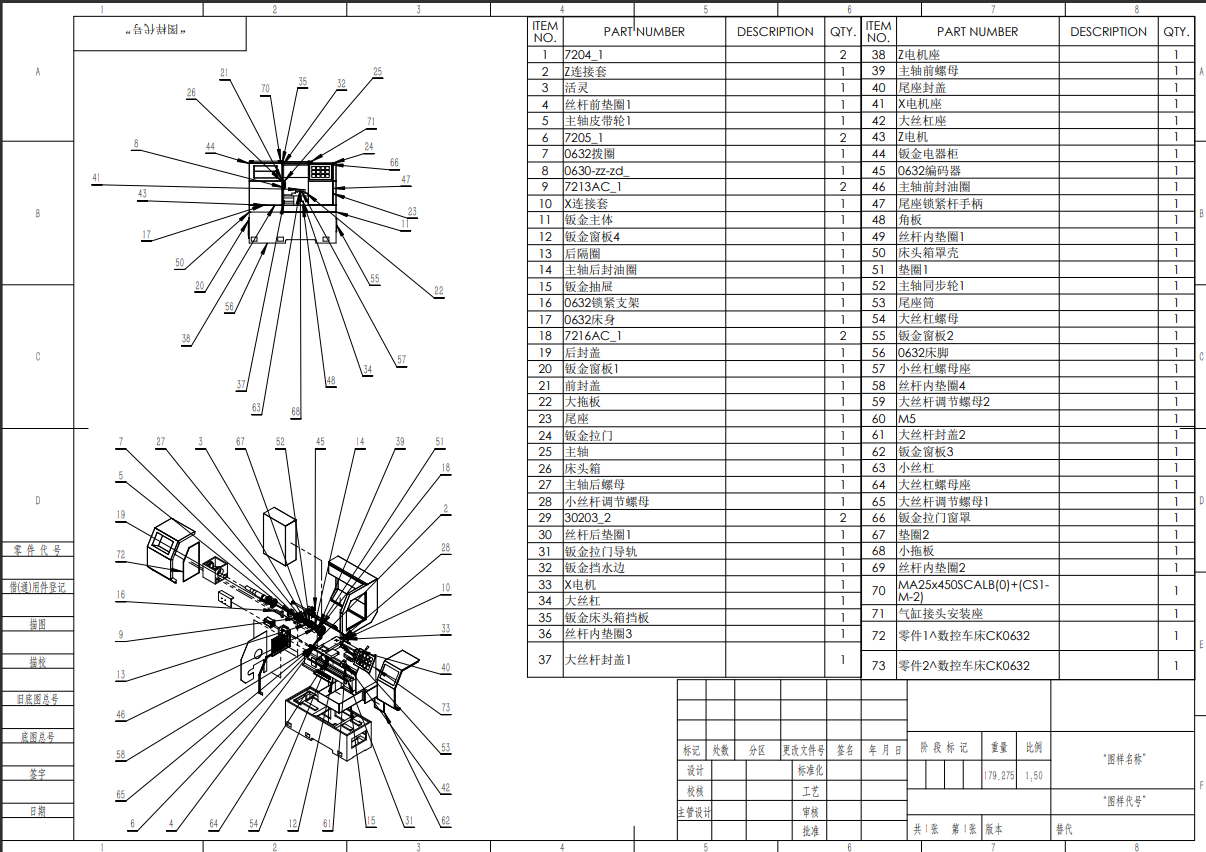 1 2 3 4 5 6 7 8
A
B
C
D
A
B
C
D
E
F
"图样代号"
21 70 35 32 25
26
71
8 44 24
66
41 47
43
23
17 11
50
20 55
56 22
38
57
37 48 34
63 68
7 27 3 67 52 45 14 39 51
5 18
19 2
72 28
16 10
9 33
13 40
46 73
58 53
65 42
6 4 64 54 12 61 15 31 62
ITEM NO. PART NUMBER DESCRIPTION QTY.
1 7204_1 2
2 Z连接套 1
3 活灵 1
4 丝杆前垫圈1 1
5 主轴皮带轮1 1
6 7205_1 2
7 0632拨圈 1
8 0630-zz-zd_ 1
9 7213AC_1 2
10 X连接套 1
11 钣金主体 1
12 钣金窗板4 1
13 后隔圈 1
14 主轴后封油圈 1
15 钣金抽屉 1
16 0632锁紧支架 1
17 0632床身 1
18 7216AC_1 2
19 后封盖 1
20 钣金窗板1 1
21 前封盖 1
22 大拖板 1
23 尾座 1
24 钣金拉门 1
25 主轴 1
26 床头箱 1
27 主轴后螺母 1
28 小丝杆调节螺母 1
29 30203_2 2
30 丝杆后垫圈1 1
31 钣金拉门导轨 1
32 钣金挡水边 1
33 X电机 1
34 大丝杠 1
35 钣金床头箱挡板 1
36 丝杆内垫圈3 1
37 大丝杆封盖1 1
ITEM NO. PART NUMBER DESCRIPTION QTY.
38 Z电机座 1
39 主轴前螺母 1
40 尾座封盖 1
41 X电机座 1
42 大丝杠座 1
43 Z电机 1
44 钣金电器柜 1
45 0632编码器 1
46 主轴前封油圈 1
47 尾座锁紧杆手柄 1
48 角板 1
49 丝杆内垫圈1 1
50 床头箱罩壳 1
51 垫圈1 1
52 主轴同步轮1 1
53 尾座筒 1
54 大丝杠螺母 1
55 钣金窗板2 1
56 0632床脚 1
57 小丝杠螺母座 1
58 丝杆内垫圈4 1
59 大丝杆调节螺母2 1
60 M5 1
61 大丝杆封盖2 1
62 钣金窗板3 1
63 小丝杠 1
64 大丝杠螺母座 1
65 大丝杆调节螺母1 1
66 钣金拉门窗罩 1
67 垫圈2 1
68 小拖板 1
69 丝杆内垫圈2 1
70 MA25x450SCALB(0)+(CS1-
M-2) 1
71 气缸接头安装座 1
72 零件1^数控车床CK0632 1
73 零件2^数控车床CK0632 1
零件代号
借(通)用件登记
描图
描校
旧底图总号
底图总号
签字
日期
标记 处数 分区 更改文件号 签名 年月日
设计 标准化
校核 工艺
主管设计 审核
批准
阶段标记 重量 比例
179.275 1:50
共1张 第1张 版本 替代
"图样名称"
"图样代号"
1 2 3 4 5 6 7 8